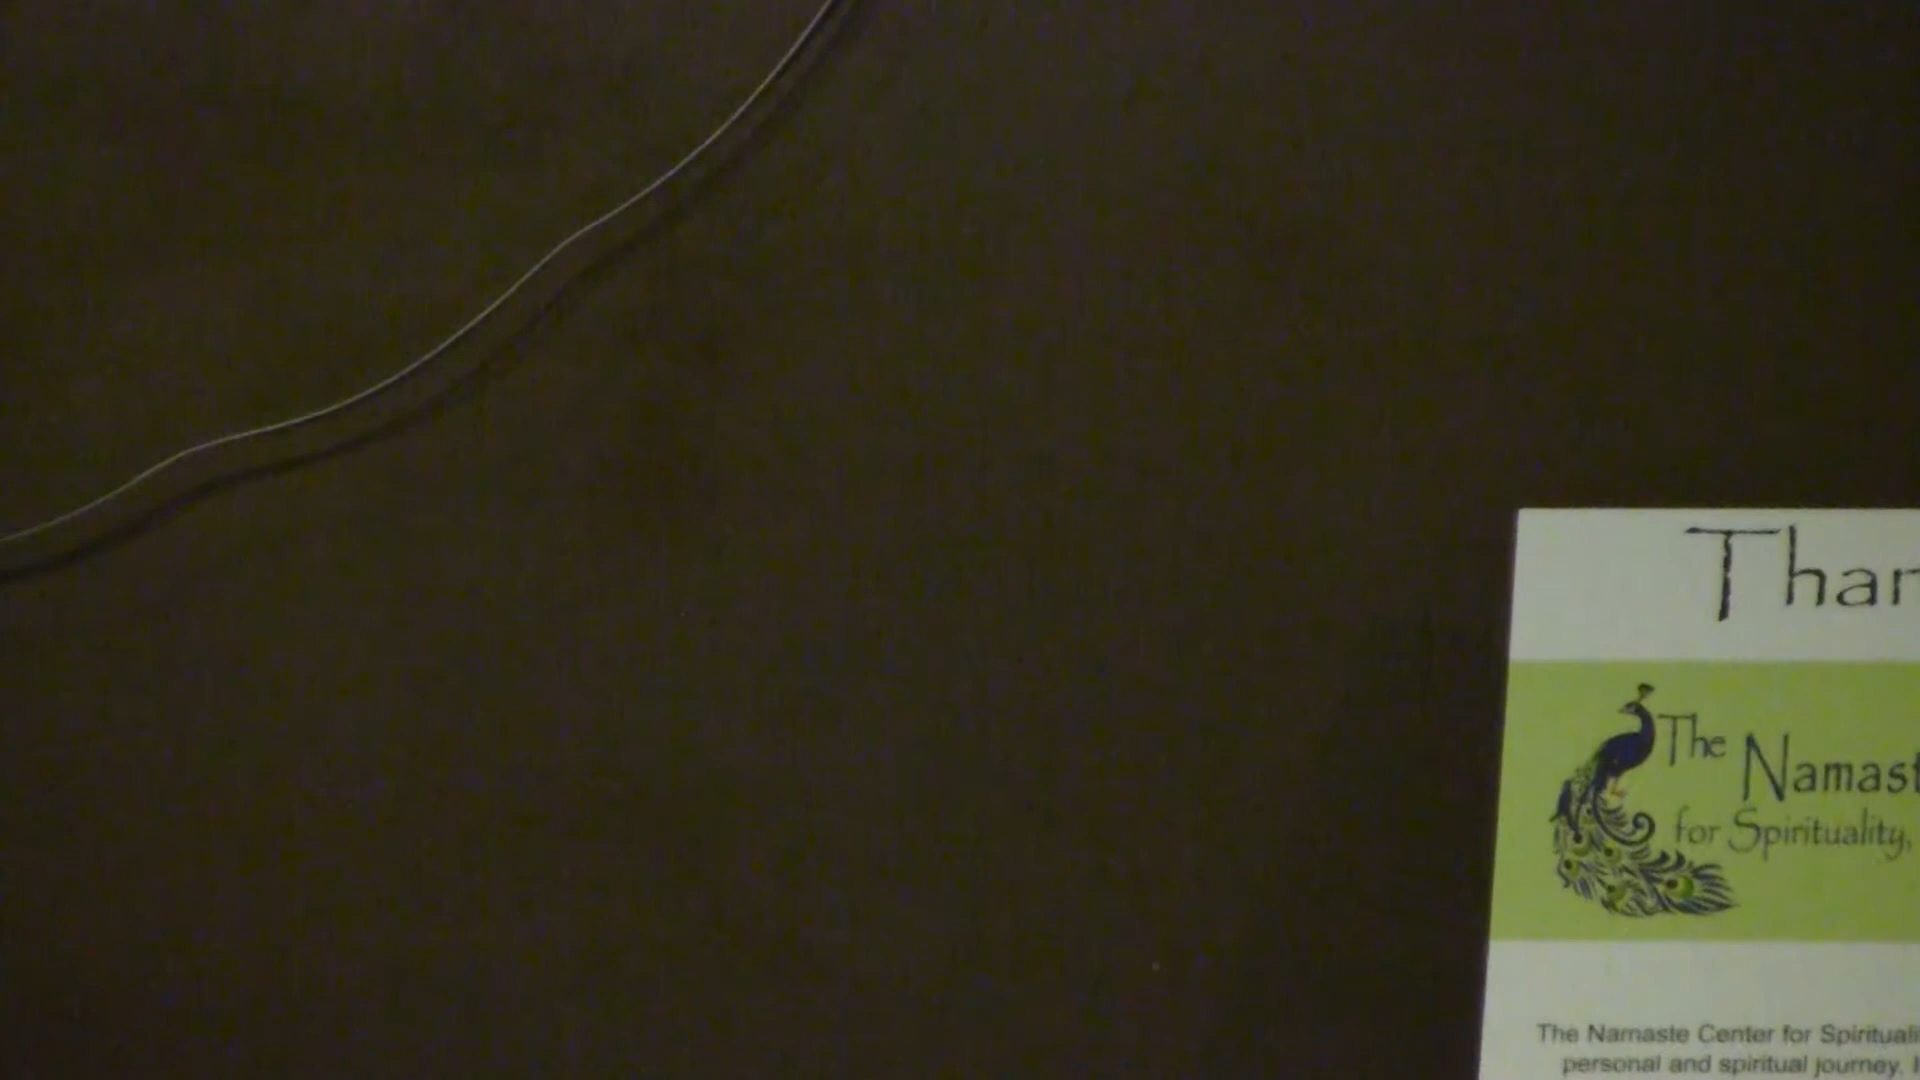 Than
The Namast
for Spirituality,
The Namaste Center for Spirituali
personal and spiritual journey. I